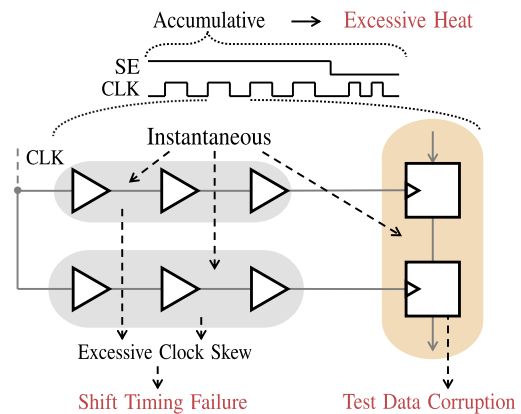 Accumulative → Excessive Heat
SE
CLK
CLK
Instantaneous
Excessive Clock Skew
Shift Timing Failure
Test Data Corruption